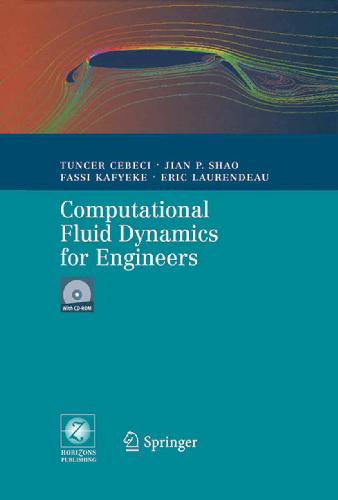 TUNCER CEBECI · JIAN P. SHAO
FASSI KAFYEKE · ERIC LAURENDEAU
Computational
Fluid Dynamics
for Engineers
With CD-ROM
Z
HORIZONS
PUBLISHING
Springer